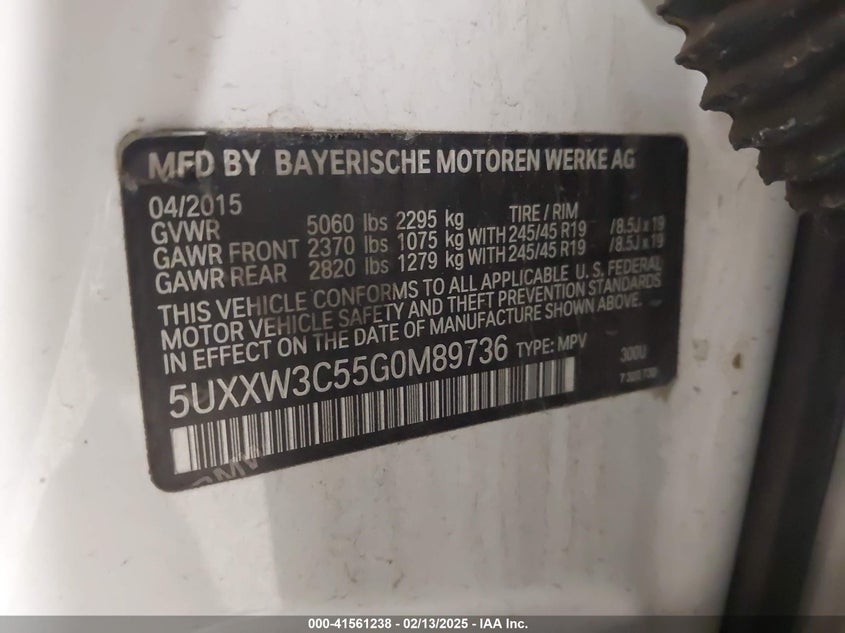 MFD BY BAYERISCHE MOTOREN WERKE AG
04/2015 TIRE / RIM
GVWR 5060 lbs 2295 kg
GAWR FRONT 2370 lbs 1075 kg WITH 245/45 R19 /8.5J x 19
GAWR REAR 2820 lbs 1279 kg WITH 245/45 R19 /8.5J x 19
THIS VEHICLE CONFORMS TO ALL APPLICABLE U.S. FEDERAL
MOTOR VEHICLE SAFETY AND THEFT PREVENTION STANDARDS
IN EFFECT ON THE DATE OF MANUFACTURE SHOWN ABOVE.
5UXXW3C55G0M89736 TYPE: MPV 300U
BMW
000-41561238 - 02/13/2025 - IAA Inc.